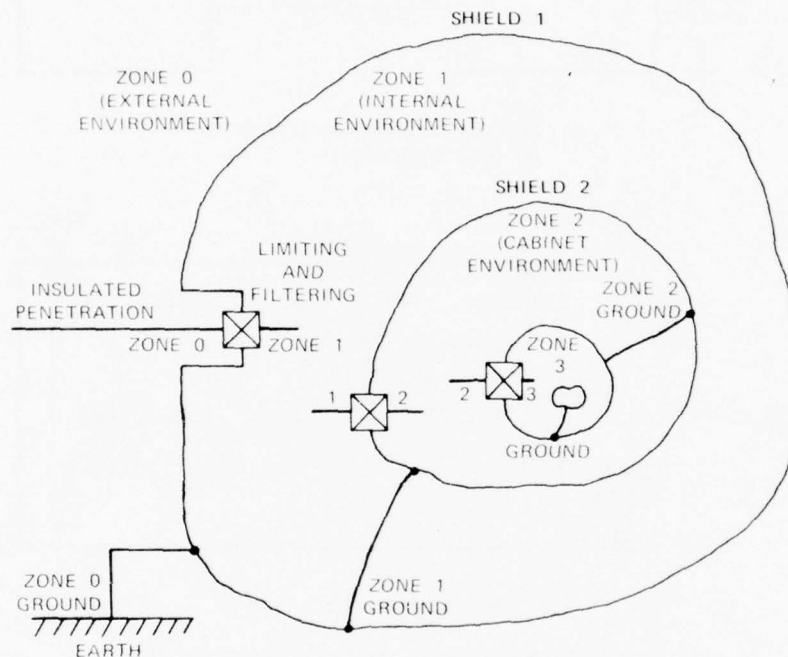 SHIELD 1
ZONE 0
(EXTERNAL
ENVIRONMENT)
ZONE 1
(INTERNAL
ENVIRONMENT)
SHIELD 2
ZONE 2
(CABINET
ENVIRONMENT)
LIMITING
AND
FILTERING
INSULATED
PENETRATION
ZONE 0
ZONE 1
ZONE 2
GROUND
ZONE
3
1
2
2
3
GROUND
ZONE 0
GROUND
ZONE 1
GROUND
EARTH